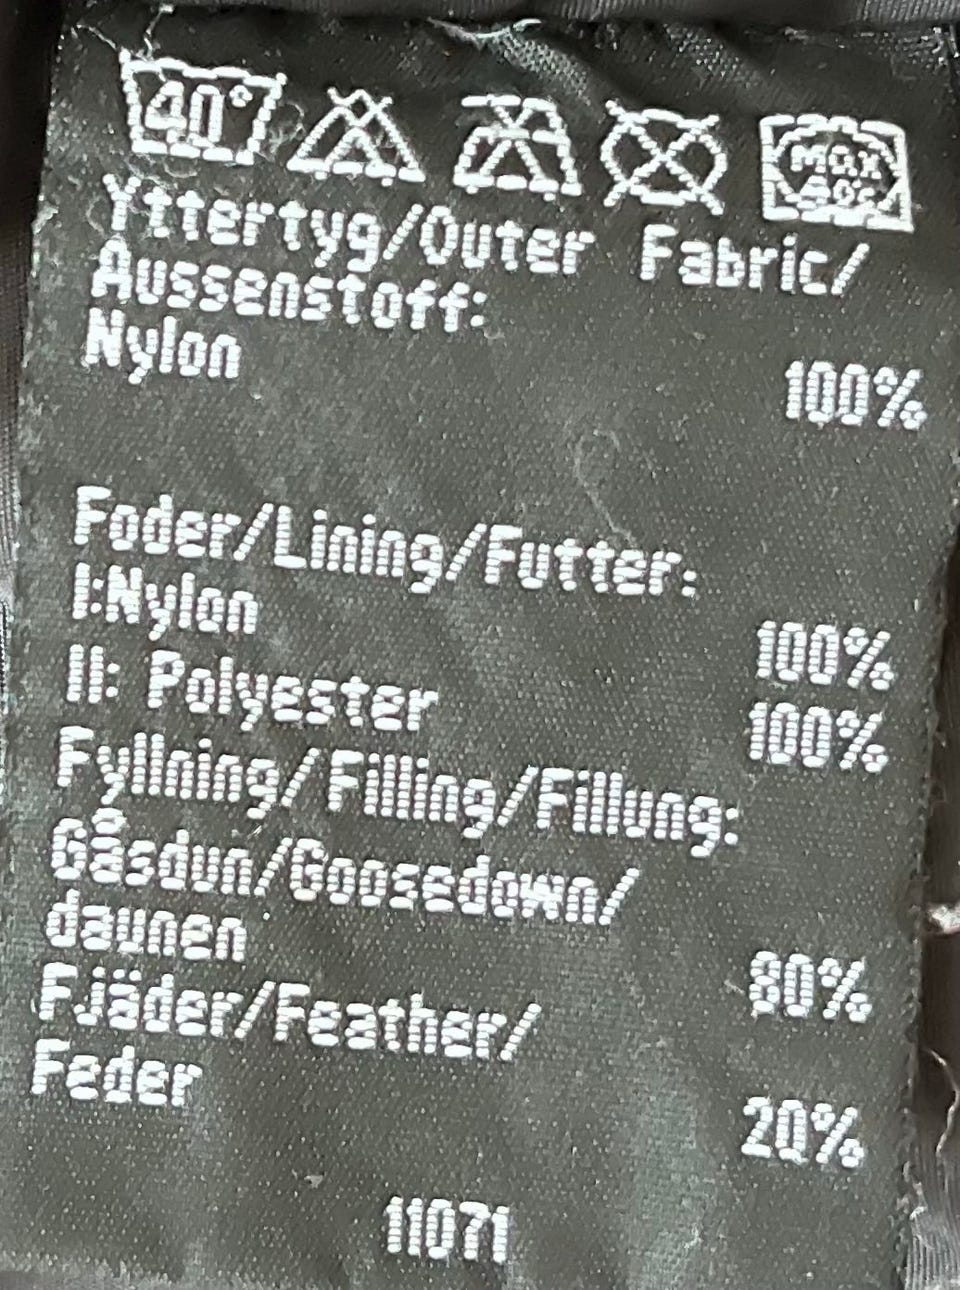 40°
MAX
40°
Yttertyg/Outer Fabric/
Aussenstoff:
Nylon 100%
Foder/Lining/Futter:
I:Nylon 100%
II: Polyester 100%
Fyllning/Filling/Fillung:
Gåsdun/Goosedown/
daunen 80%
Fjäder/Feather/
Feder 20%
11071